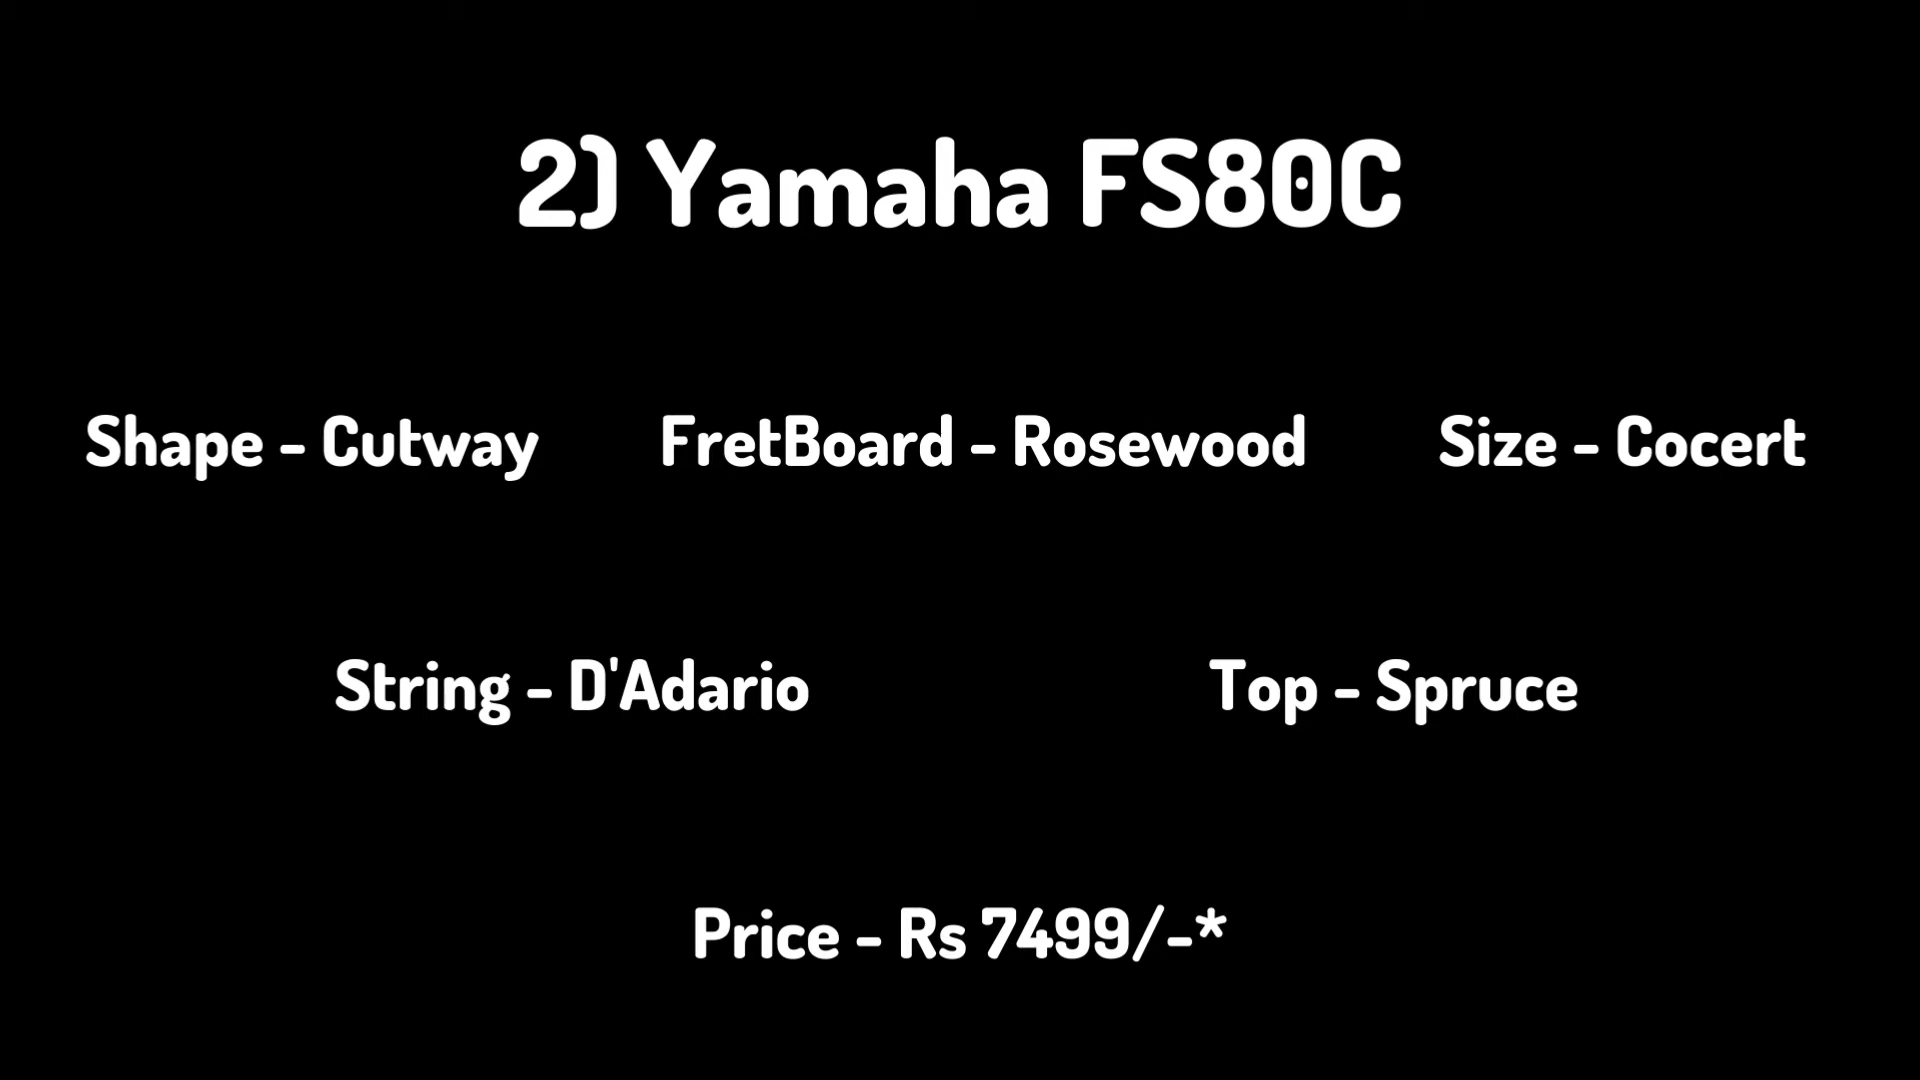 2) Yamaha FS80C
Shape - Cutway FretBoard - Rosewood Size - Cocert
String - D'Adario Top - Spruce
Price - Rs 7499/-*